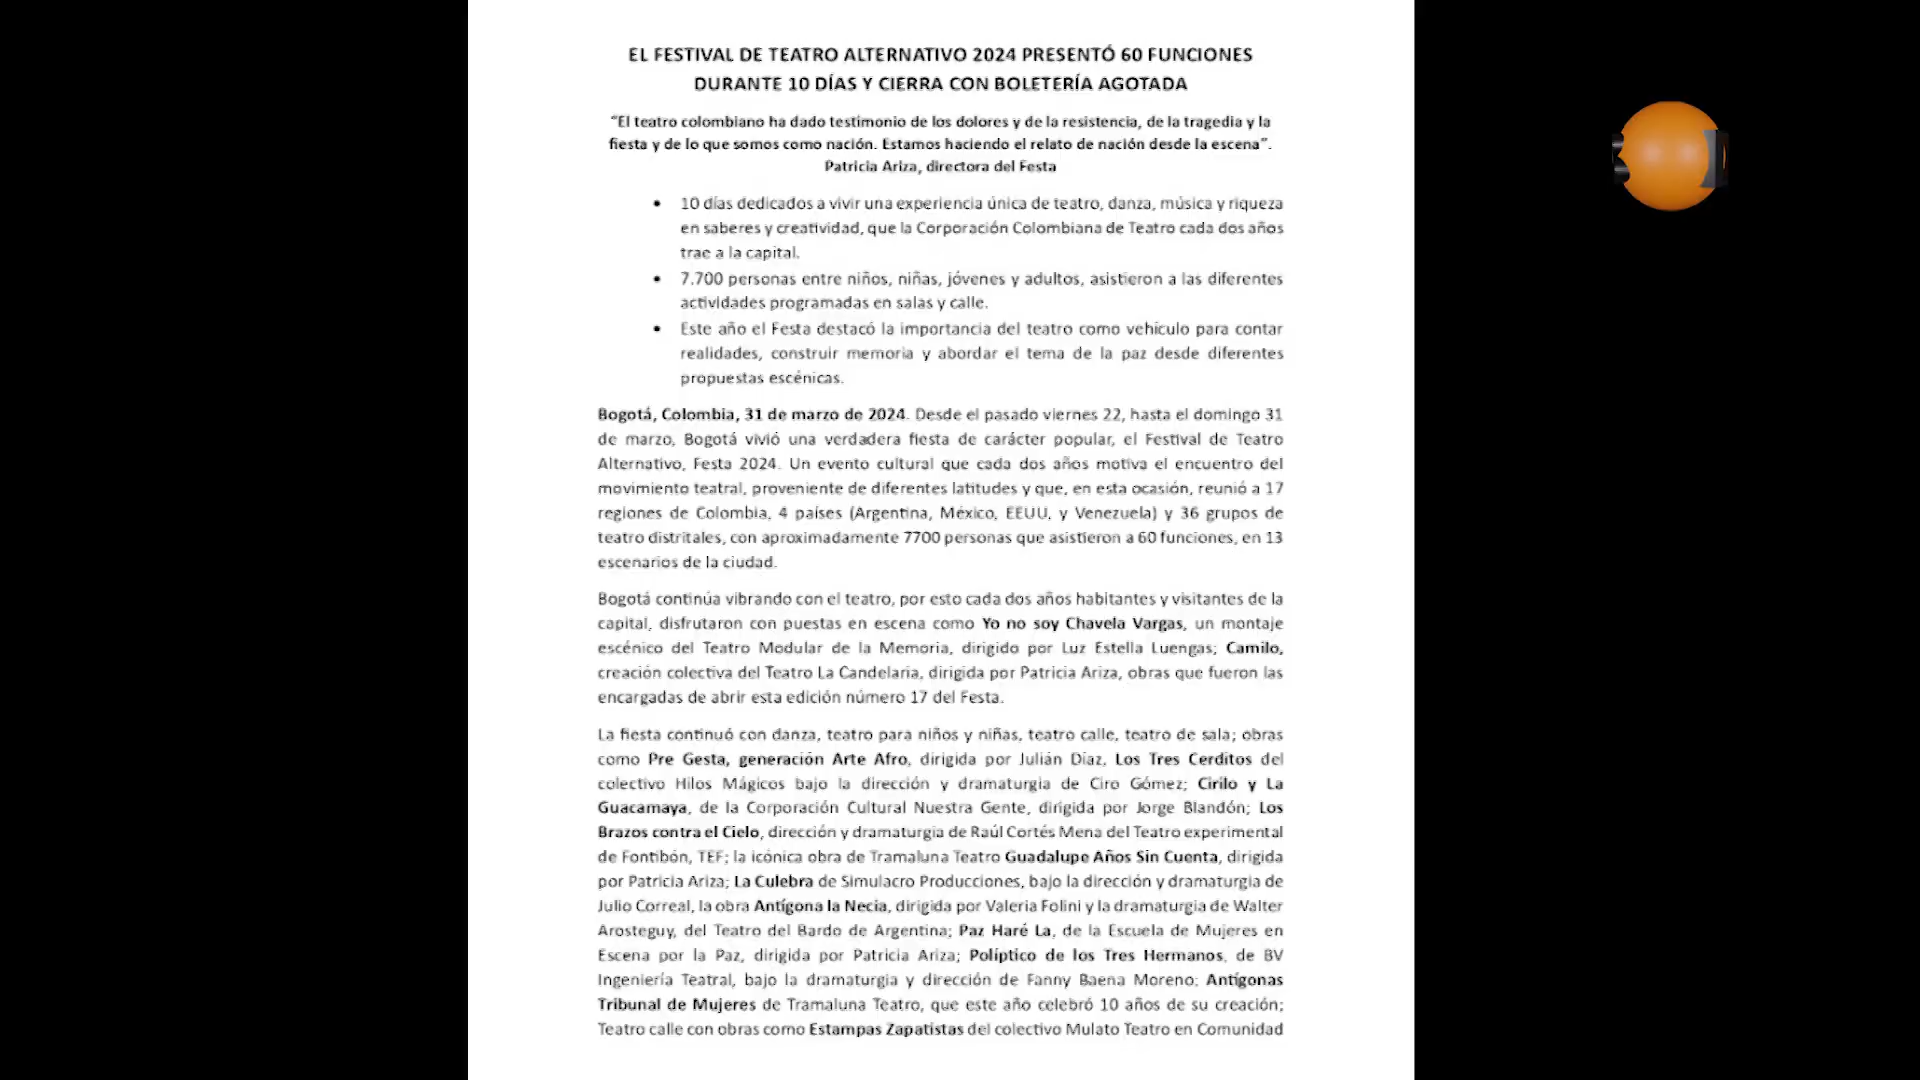 EL FESTIVAL DE TEATRO ALTERNATIVO 2024 PRESENTÓ 60 FUNCIONES
DURANTE 10 DÍAS Y CIERRA CON BOLETERÍA AGOTADA
"El teatro colombiano ha dado testimonio de los dolores y de la resistencia, de la tragedia y la
fiesta y de lo que somos como nación. Estamos haciendo el relato de nación desde la escena".
Patricia Ariza, directora del Festa
• 10 días dedicados a vivir una experiencia única de teatro, danza, música y riqueza
en saberes y creatividad, que la Corporación Colombiana de Teatro cada dos años
trae a la capital.
• 7.700 personas entre niños, niñas, jóvenes y adultos, asistieron a las diferentes
actividades programadas en salas y calle.
• Este año el Festa destacó la importancia del teatro como vehículo para contar
realidades, construir memoria y abordar el tema de la paz desde diferentes
propuestas escénicas.
Bogotá, Colombia, 31 de marzo de 2024. Desde el pasado viernes 22, hasta el domingo 31
de marzo, Bogotá vivió una verdadera fiesta de carácter popular, el Festival de Teatro
Alternativo, Festa 2024. Un evento cultural que cada dos años motiva el encuentro del
movimiento teatral, proveniente de diferentes latitudes y que, en esta ocasión, reunió a 17
regiones de Colombia, 4 países (Argentina, México, EEUU, y Venezuela) y 36 grupos de
teatro distritales, con aproximadamente 7700 personas que asistieron a 60 funciones, en 13
escenarios de la ciudad.
Bogotá continúa vibrando con el teatro, por esto cada dos años habitantes y visitantes de la
capital, disfrutaron con puestas en escena como Yo no soy Chavela Vargas, un montaje
escénico del Teatro Modular de la Memoria, dirigido por Luz Estella Luengas; Camilo,
creación colectiva del Teatro La Candelaria, dirigida por Patricia Ariza, obras que fueron las
encargadas de abrir esta edición número 17 del Festa.
La fiesta continuó con danza, teatro para niños y niñas, teatro calle, teatro de sala; obras
como Pre Gesta, generación Arte Afro, dirigida por Julián Díaz, Los Tres Cerditos del
colectivo Hilos Mágicos bajo la dirección y dramaturgia de Ciro Gómez; Cirilo y La
Guacamaya, de la Corporación Cultural Nuestra Gente, dirigida por Jorge Blandón; Los
Brazos contra el Cielo, dirección y dramaturgia de Raúl Cortés Mena del Teatro experimental
de Fontibón, TEF; la icónica obra de Tramaluna Teatro Guadalupe Años Sin Cuenta, dirigida
por Patricia Ariza; La Culebra de Simulacro Producciones, bajo la dirección y dramaturgia de
Julio Correal, la obra Antígona la Necia, dirigida por Valeria Folini y la dramaturgia de Walter
Arosteguy, del Teatro del Bardo de Argentina; Paz Haré La, de la Escuela de Mujeres en
Escena por la Paz, dirigida por Patricia Ariza; Políptico de los Tres Hermanos, de BV
Ingeniería Teatral, bajo la dramaturgia y dirección de Fanny Baena Moreno; Antígonas
Tribunal de Mujeres de Tramaluna Teatro, que este año celebró 10 años de su creación;
Teatro calle con obras como Estampas Zapatistas del colectivo Mulato Teatro en Comunidad